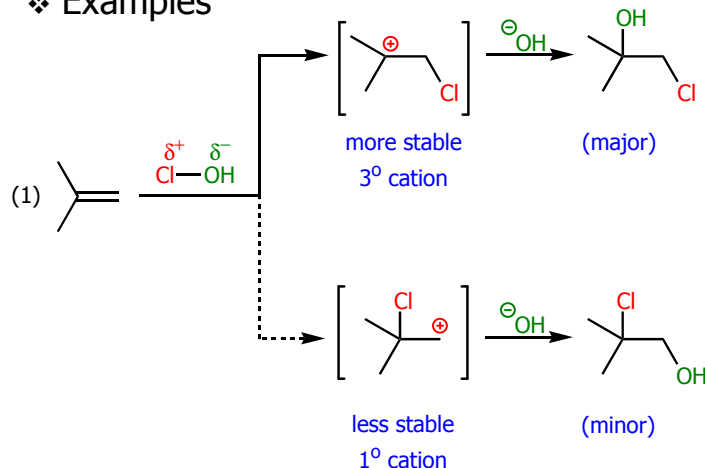 ❖ Examples
⊕
Cl
⊖OH
OH
Cl
more stable
3° cation
(major)
(1)
δ+ δ−
Cl—OH
Cl
⊕
⊖OH
Cl
OH
less stable
1° cation
(minor)